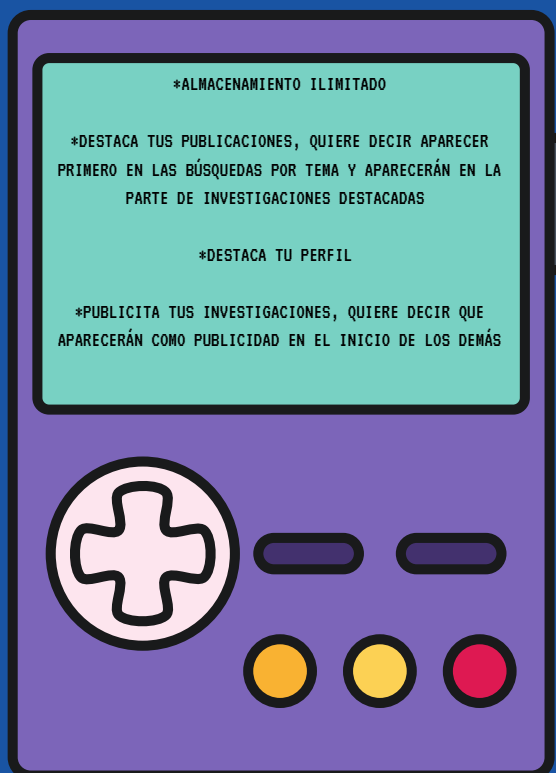 *ALMACENAMIENTO ILIMITADO
*DESTACA TUS PUBLICACIONES, QUIERE DECIR APARECER
PRIMERO EN LAS BÚSQUEDAS POR TEMA Y APARECERÁN EN LA
PARTE DE INVESTIGACIONES DESTACADAS
*DESTACA TU PERFIL
*PUBLICITA TUS INVESTIGACIONES, QUIERE DECIR QUE
APARECERÁN COMO PUBLICIDAD EN EL INICIO DE LOS DEMÁS